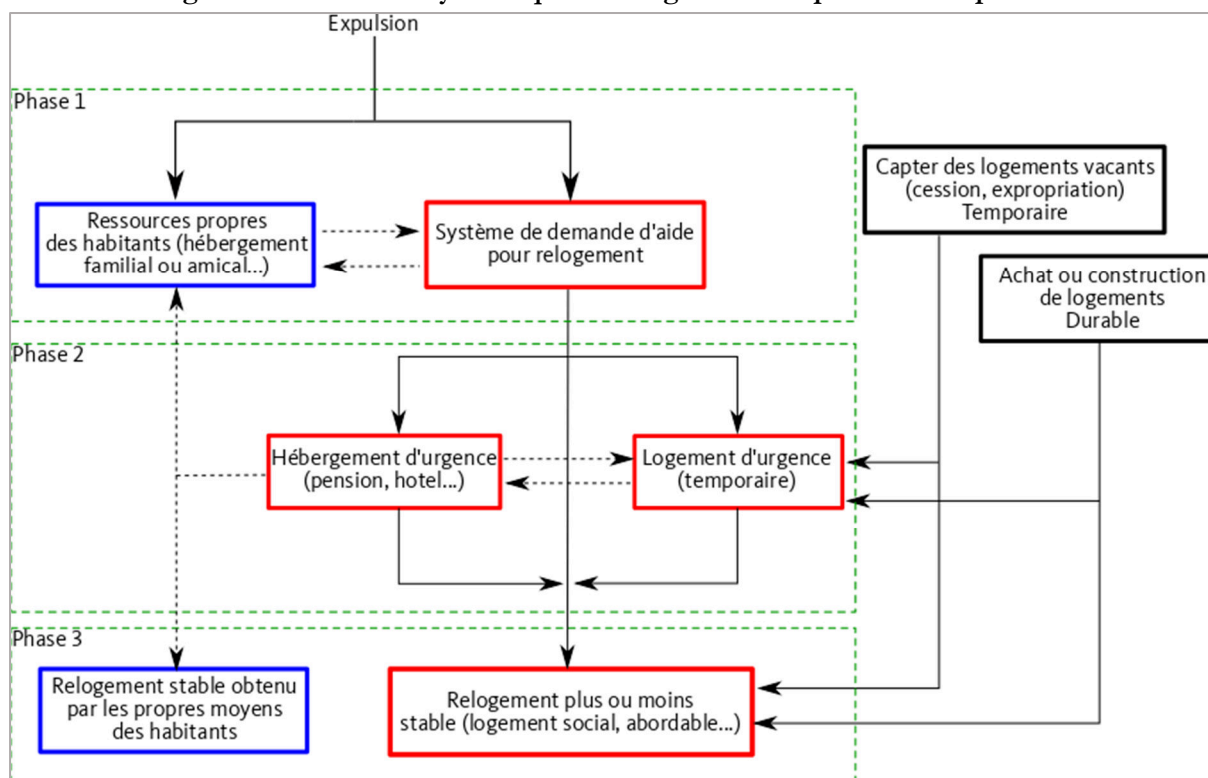 Expulsion
Phase 1
Capter des logements vacants
(cession, expropriation)
Temporaire
Ressources propres
des habitants (hébergement
familial ou amical...)
Système de demande d'aide
pour relogement
Achat ou construction
de logements
Durable
Phase 2
Hébergement d'urgence
(pension, hotel...)
Logement d'urgence
(temporaire)
Phase 3
Relogement stable obtenu
par les propres moyens
des habitants
Relogement plus ou moins
stable (logement social, abordable...)